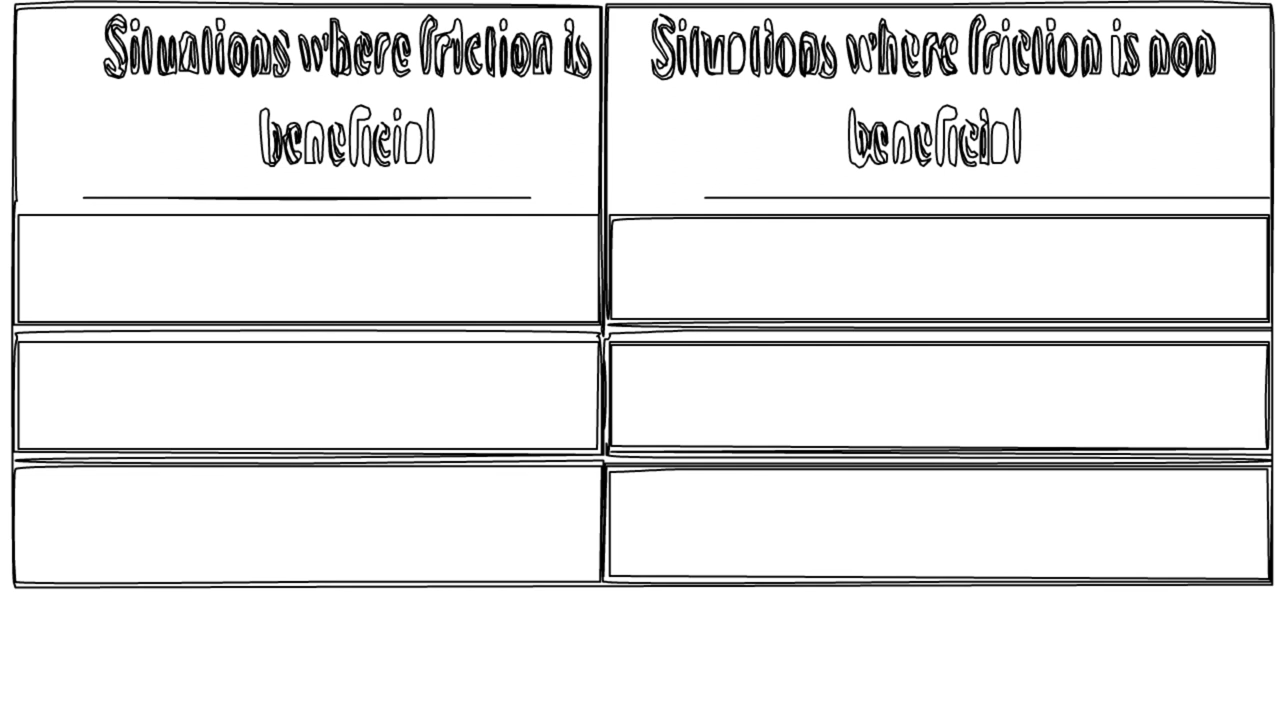 Situations where friction is
beneficial
Situations where friction is non
beneficial